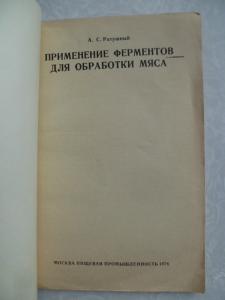 А. С. Ратушный
ПРИМЕНЕНИЕ ФЕРМЕНТОВ
ДЛЯ ОБРАБОТКИ МЯСА
МОСКВА ПИЩЕВАЯ ПРОМЫШЛЕННОСТЬ 1976